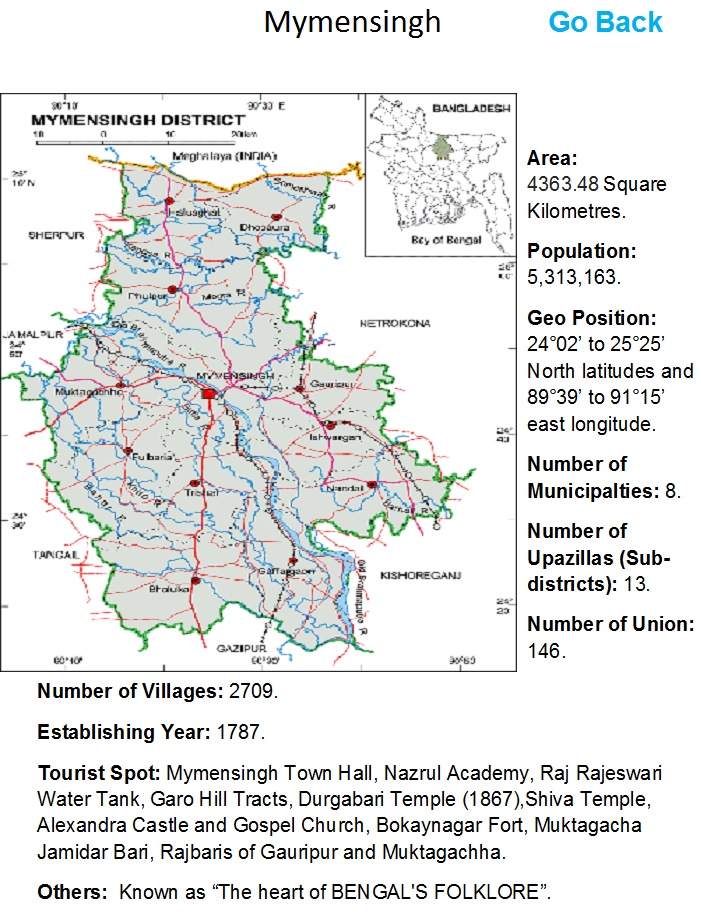 Mymensingh
Go Back
90°15'
90°30' E
MYMENSINGH DISTRICT
10 0 10 20km
Meghalaya (INDIA)
BANGLADESH
Bay of Bengal
SHERPUR
Haluaghat
Dhobaura
Phulpur
JAMALPUR
NETROKONA
MYMENSINGH
Muktagachha
Gauripur
Ishwarganj
Fulbaria
Trishal
Nandail
TANGAIL
Gaffargaon
KISHOREGANJ
Bhaluka
GAZIPUR
90°15'
Area:
4363.48 Square
Kilometres.
Population:
5,313,163.
Geo Position:
24°02’ to 25°25’
North latitudes and
89°39’ to 91°15’
east longitude.
Number of
Municipalties: 8.
Number of
Upazillas (Sub-
districts): 13.
Number of Union:
146.
Number of Villages: 2709.
Establishing Year: 1787.
Tourist Spot: Mymensingh Town Hall, Nazrul Academy, Raj Rajeswari
Water Tank, Garo Hill Tracts, Durgabari Temple (1867),Shiva Temple,
Alexandra Castle and Gospel Church, Bokaynagar Fort, Muktagacha
Jamidar Bari, Rajbaris of Gauripur and Muktagachha.
Others: Known as “The heart of BENGAL'S FOLKLORE”.